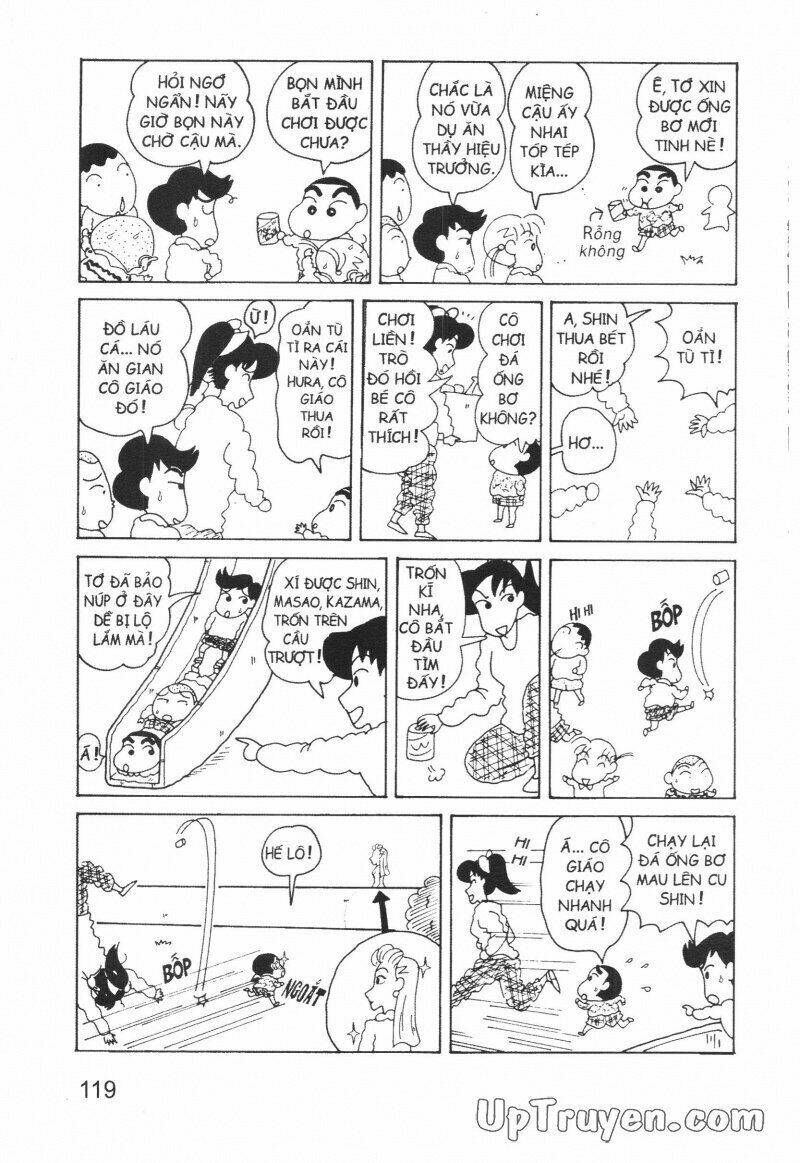 Ê, TỚ XIN
ĐƯỢC ỐNG
BƠ MỚI
TINH NÈ!
Rỗng
không
MIỆNG
CẬU ẤY
NHAI
TÓP TÉP
KÌA...
CHẮC LÀ
NÓ VỪA
DỤ ĂN
THẦY HIỆU
TRƯỞNG.
BỌN MÌNH
BẮT ĐẦU
CHƠI ĐƯỢC
CHƯA?
HỎI NGỚ
NGẨN! NÃY
GIỜ BỌN NÀY
CHỜ CẬU MÀ.
OẲN
TÙ TÌ!
A, SHIN
THUA BÉT
RỒI
NHÉ!
HƠ...
CÔ
CHƠI
ĐÁ
ỐNG
BƠ
KHÔNG?
CHƠI
LIỀN!
TRÒ
ĐÓ HỒI
BÉ CÔ
RẤT
THÍCH!
OẲN TÙ
TÌ RA CÁI
NÀY!
HURA, CÔ
GIÁO
THUA
RỒI!
Ừ!
ĐỒ LÁU
CÁ... NÓ
ĂN GIAN
CÔ GIÁO
ĐÓ!
BỐP
HI HI
TRỐN
KĨ
NHA,
CÔ BẮT
ĐẦU
TÌM
ĐẤY!
XÍ ĐƯỢC SHIN,
MASAO, KAZAMA,
TRỐN TRÊN
CẦU
TRƯỢT!
TỚ ĐÃ BẢO
NÚP Ở ĐÂY
DỄ BỊ LỘ
LẮM MÀ!
Á!
CHẠY LẠI
ĐÁ ỐNG BƠ
MAU LÊN CU
SHIN!
Á... CÔ
GIÁO
CHẠY
NHANH
QUÁ!
HI
HI
HẾ LÔ!
NGOẮT
BỐP
119
UpTruyen.com